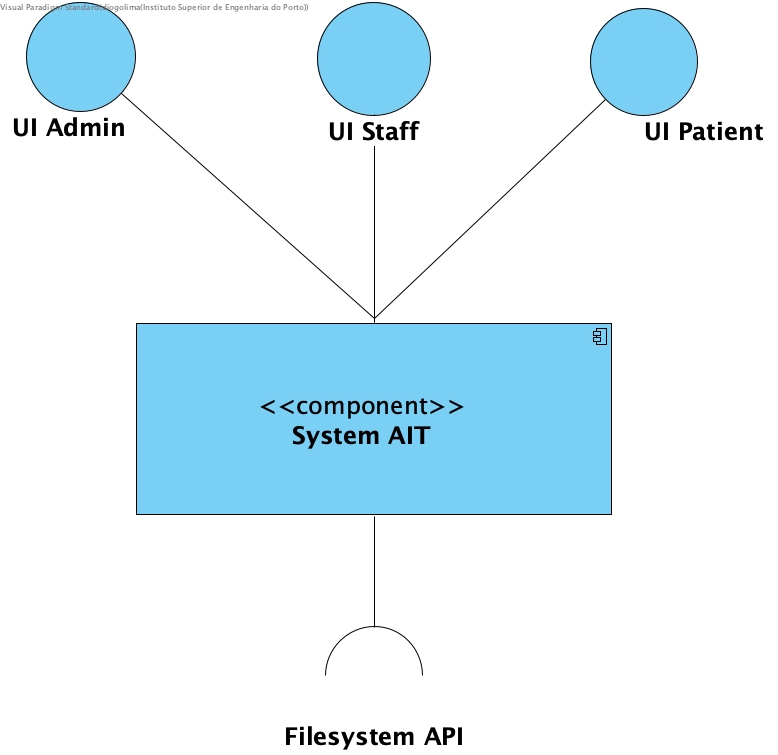 Visual Paradigm Standard(diogolima(Instituto Superior de Engenharia do Porto))
UI Admin
UI Staff
UI Patient
<<component>>
System AIT
Filesystem API